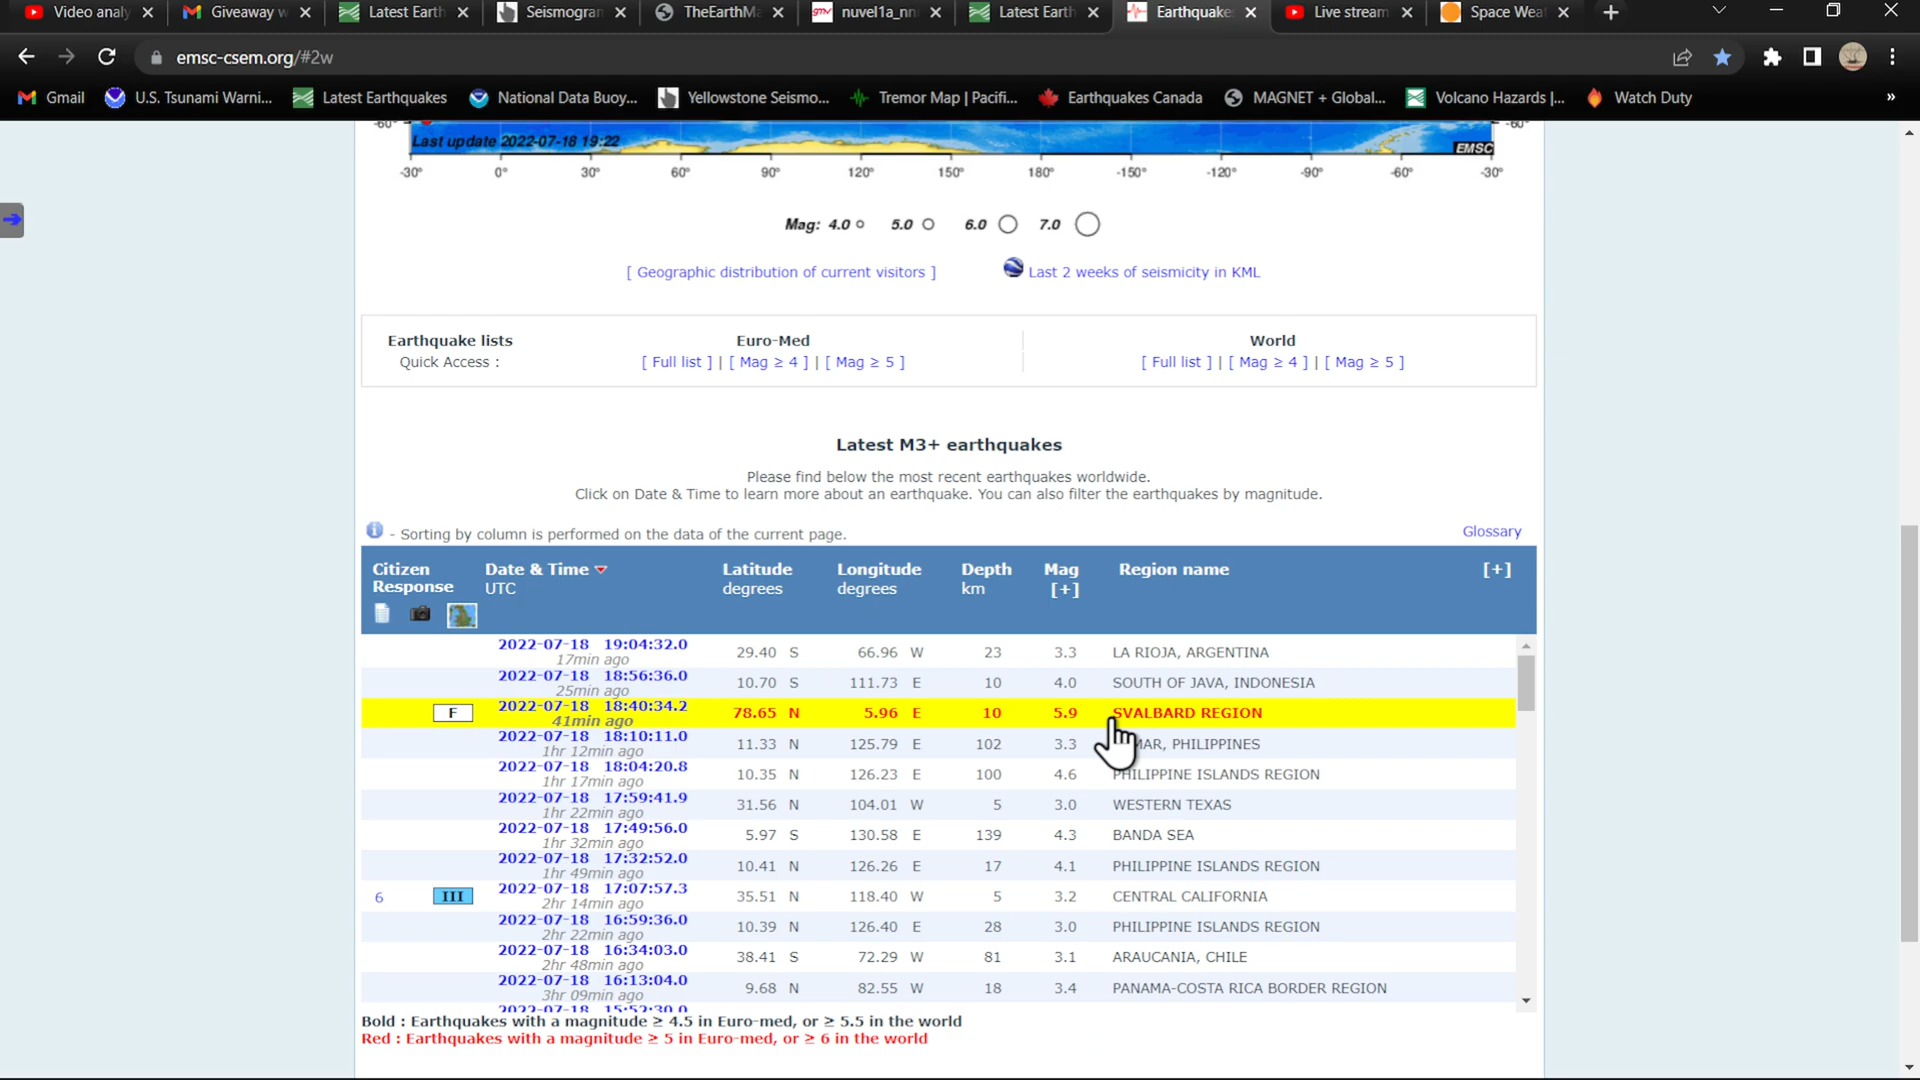 Video analy
Giveaway w
Latest Earth
Seismogran
TheEarthMa
nuvel1a_nn
Latest Earth
Earthquake
Live stream
Space Wea
emsc-csem.org/#2w
Gmail
U.S. Tsunami Warni...
Latest Earthquakes
National Data Buoy...
Yellowstone Seismo...
Tremor Map | Pacifi...
Earthquakes Canada
MAGNET + Global...
Volcano Hazards |...
Watch Duty
»
-60° -60°
Last update 2022-07-18 19:22 EMSC
-30° 0° 30° 60° 90° 120° 150° 180° -150° -120° -90° -60° -30°
Mag: 4.0 5.0 6.0 7.0
[ Geographic distribution of current visitors ] Last 2 weeks of seismicity in KML
Earthquake lists Euro-Med World
Quick Access : [ Full list ] | [ Mag ≥ 4 ] | [ Mag ≥ 5 ] [ Full list ] | [ Mag ≥ 4 ] | [ Mag ≥ 5 ]
Latest M3+ earthquakes
Please find below the most recent earthquakes worldwide.
Click on Date & Time to learn more about an earthquake. You can also filter the earthquakes by magnitude.
- Sorting by column is performed on the data of the current page. Glossary
Citizen Date & Time Latitude Longitude Depth Mag Region name [+]
Response UTC degrees degrees km [+]
2022-07-18 19:04:32.0 29.40 S 66.96 W 23 3.3 LA RIOJA, ARGENTINA
17min ago
2022-07-18 18:56:36.0 10.70 S 111.73 E 10 4.0 SOUTH OF JAVA, INDONESIA
25min ago
F 2022-07-18 18:40:34.2 78.65 N 5.96 E 10 5.9 SVALBARD REGION
41min ago
2022-07-18 18:10:11.0 11.33 N 125.79 E 102 3.3 MAR, PHILIPPINES
1hr 12min ago
2022-07-18 18:04:20.8 10.35 N 126.23 E 100 4.6 PHILIPPINE ISLANDS REGION
1hr 17min ago
2022-07-18 17:59:41.9 31.56 N 104.01 W 5 3.0 WESTERN TEXAS
1hr 22min ago
2022-07-18 17:49:56.0 5.97 S 130.58 E 139 4.3 BANDA SEA
1hr 32min ago
2022-07-18 17:32:52.0 10.41 N 126.26 E 17 4.1 PHILIPPINE ISLANDS REGION
1hr 49min ago
6 III 2022-07-18 17:07:57.3 35.51 N 118.40 W 5 3.2 CENTRAL CALIFORNIA
2hr 14min ago
2022-07-18 16:59:36.0 10.39 N 126.40 E 28 3.0 PHILIPPINE ISLANDS REGION
2hr 22min ago
2022-07-18 16:34:03.0 38.41 S 72.29 W 81 3.1 ARAUCANIA, CHILE
2hr 48min ago
2022-07-18 16:13:04.0 9.68 N 82.55 W 18 3.4 PANAMA-COSTA RICA BORDER REGION
3hr 09min ago
2022-07-18 15:52:30.0
Bold : Earthquakes with a magnitude ≥ 4.5 in Euro-med, or ≥ 5.5 in the world
Red : Earthquakes with a magnitude ≥ 5 in Euro-med, or ≥ 6 in the world